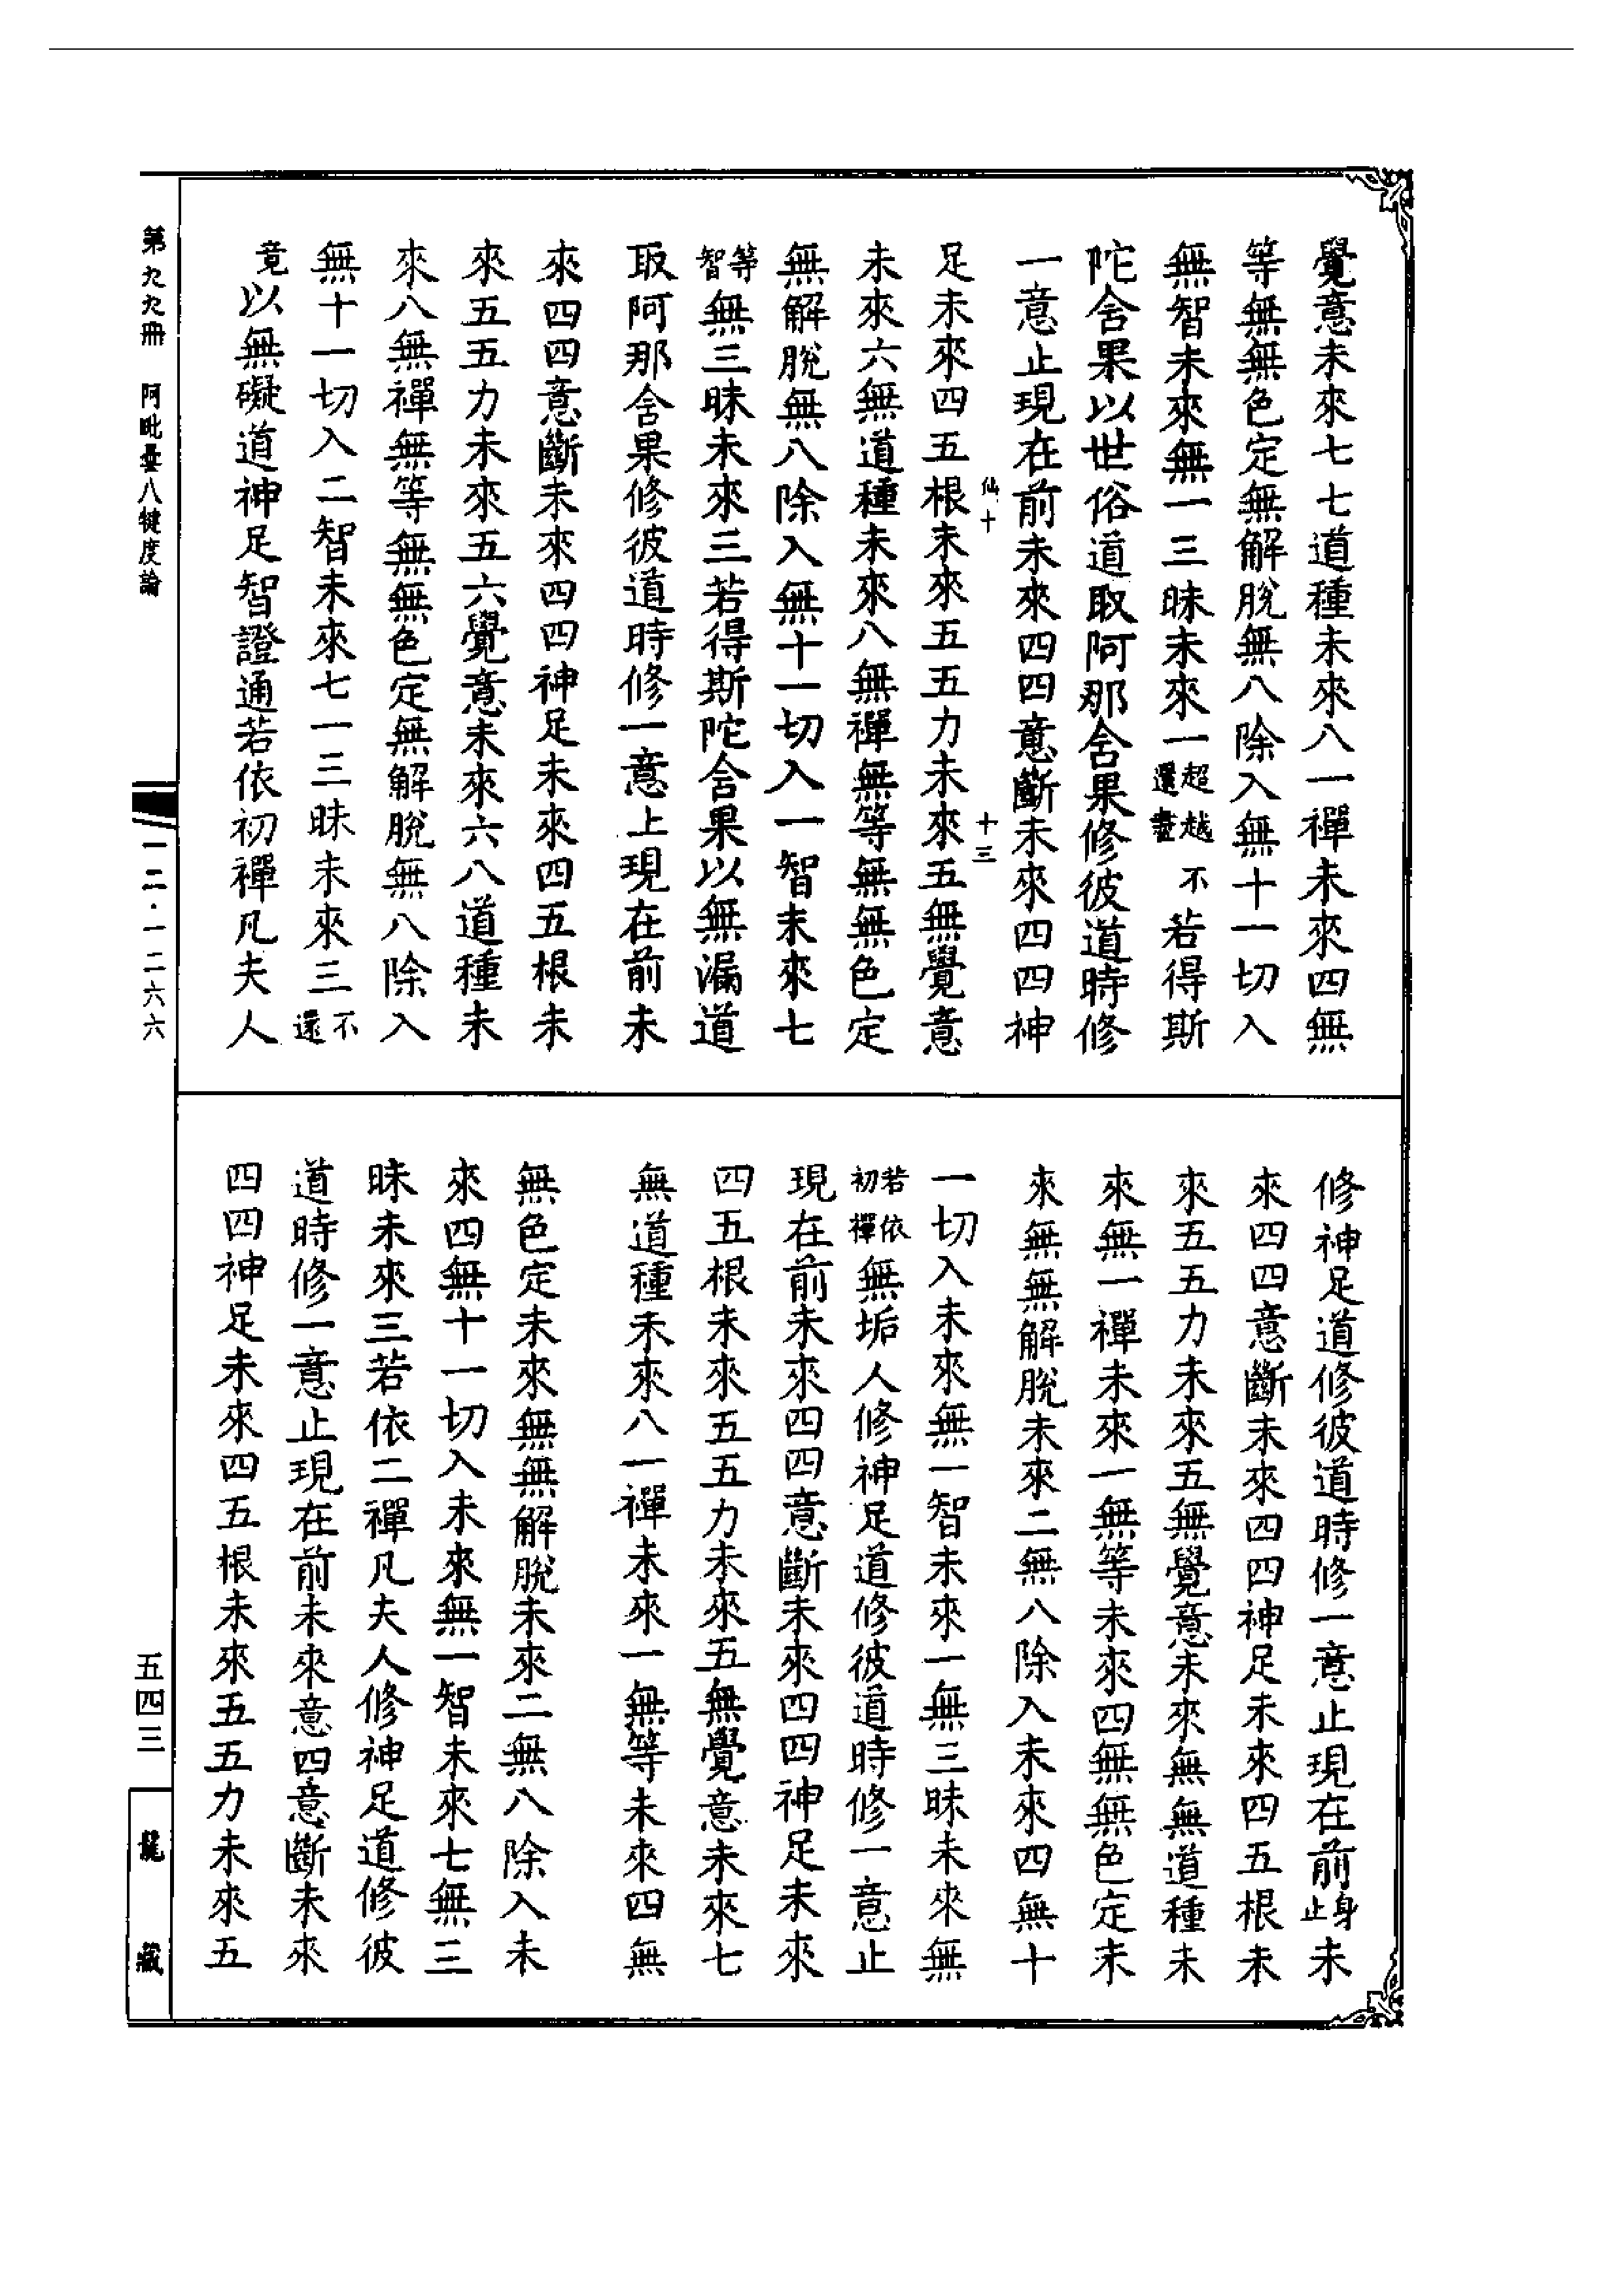 覺意未來七七道種未來八一禪未來四無
等無無色定無解脫無八除入無十一切入
無智未來無一三昧未來一超越不還盡若得斯
陀含果以世俗道取阿那含果修彼道時修
一意止現在前未來四四意斷未來四四神
仙十
十三
足未來四五根未來五五力未來五無覺意
未來六無道種未來八無禪無等無無色定
無解脫無八除入無十一切入一智未來七
等智無三昧未來三若得斯陀含果以無漏道
取阿那含果修彼道時修一意止現在前未
來四四意斷未來四四神足未來四五根未
來五五力未來五六覺意未來六八道種未
來八無禪無等無無色定無解脫無八除入
無十一切入二智未來七一三昧未來三不還
竟以無礙道神足智證通若依初禪凡夫人
修神足道修彼道時修一意止現在前身止未
來四四意斷未來四四神足未來四五根未
來五五力未來五無覺意未來無無道種未
來無一禪未來一無等未來四無無色定未
來無無解脫未來二無八除入未來四無十
一切入未來無一智未來一無三昧未來無
若依初禪無垢人修神足道修彼道時修一意止
現在前未來四四意斷未來四四神足未來
四五根未來五五力未來五無覺意未來七
無道種未來八一禪未來一無等未來四無
無色定未來無無解脫未來二無八除入未
來四無十一切入未來無一智未來七無三
昧未來三若依二禪凡夫人修神足道修彼
道時修一意止現在前未來意四意斷未來
四四神足未來四五根未來五五力未來五
第九九冊 阿毗曇八犍度論
一二·一二六六
五四三
龍藏